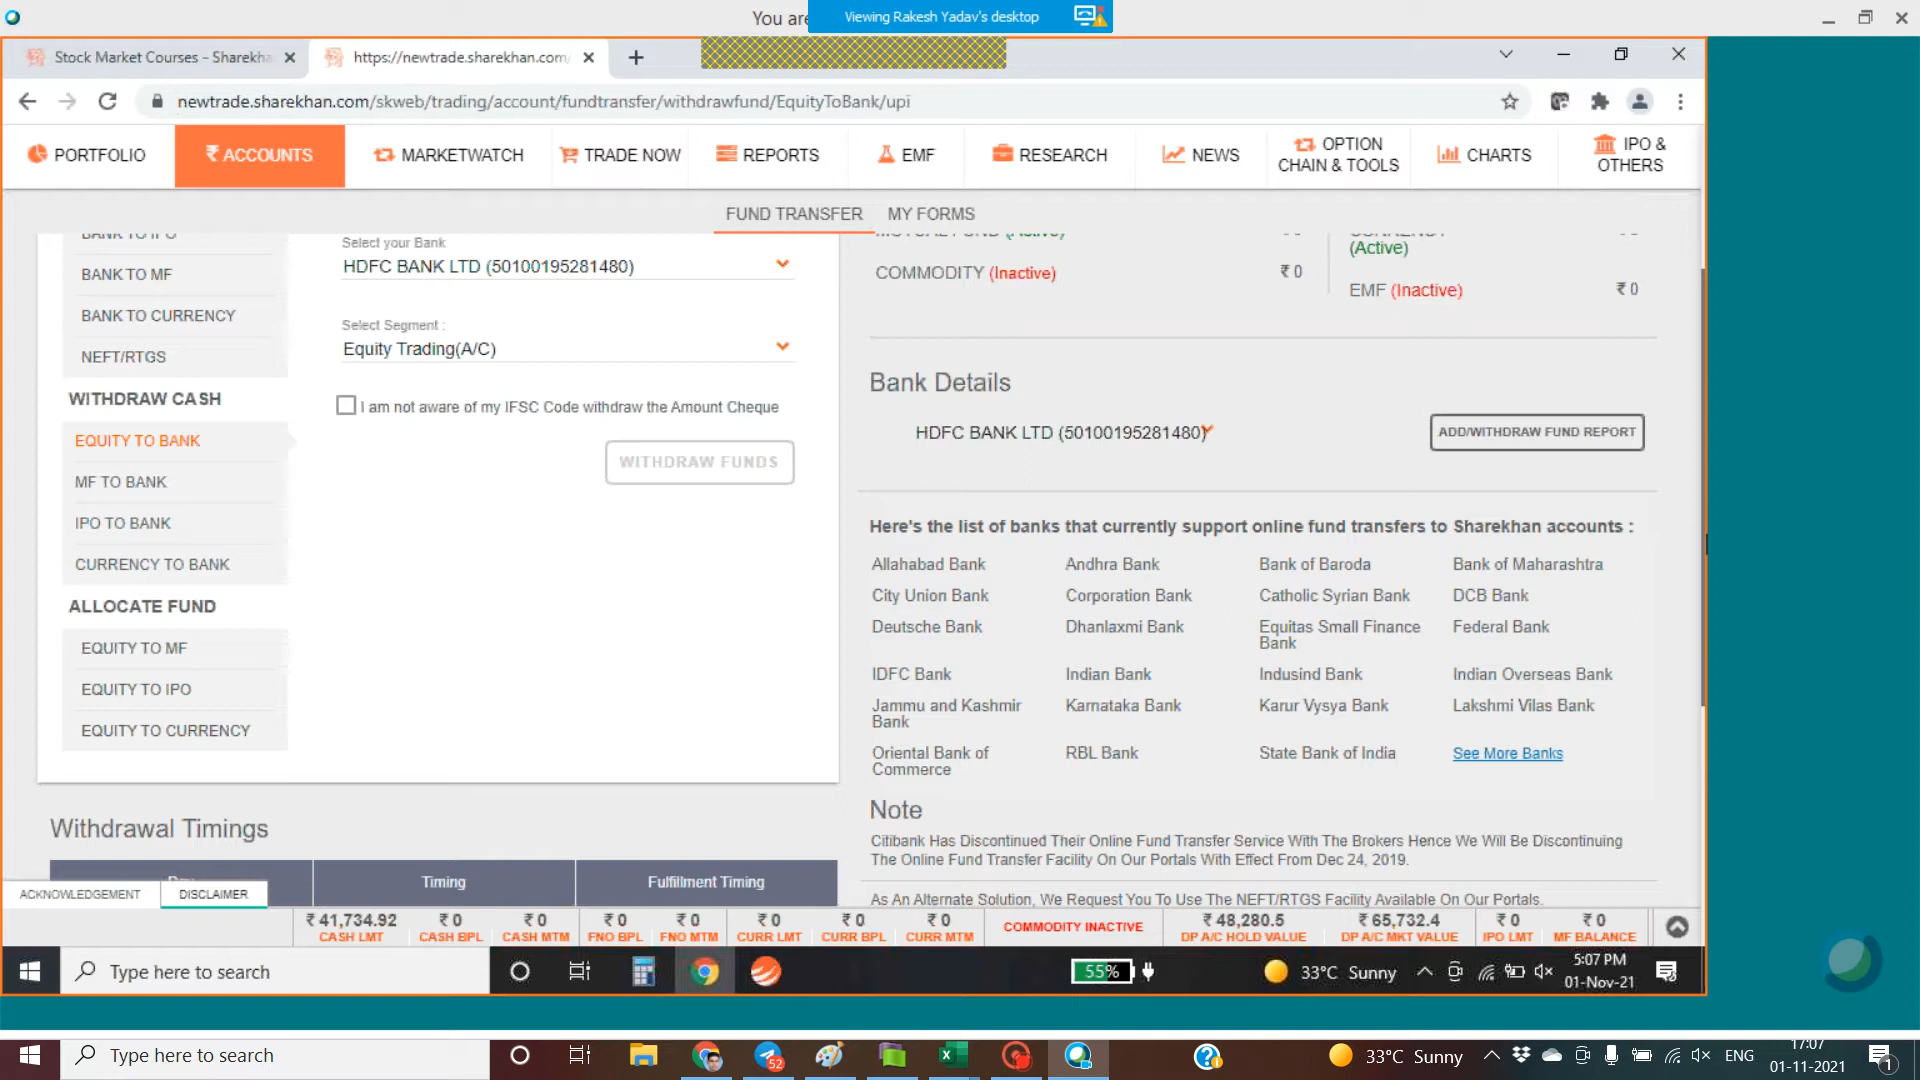 You are
Viewing Rakesh Yadav's desktop
Stock Market Courses - Sharekha
https://newtrade.sharekhan.com/
newtrade.sharekhan.com/skweb/trading/account/fundtransfer/withdrawfund/EquityToBank/upi
PORTFOLIO
₹ ACCOUNTS
MARKETWATCH
TRADE NOW
REPORTS
EMF
RESEARCH
NEWS
OPTION CHAIN & TOOLS
CHARTS
IPO & OTHERS
FUND TRANSFER
MY FORMS
BANK TO IPO
BANK TO MF
BANK TO CURRENCY
NEFT/RTGS
WITHDRAW CASH
EQUITY TO BANK
MF TO BANK
IPO TO BANK
CURRENCY TO BANK
ALLOCATE FUND
EQUITY TO MF
EQUITY TO IPO
EQUITY TO CURRENCY
Select your Bank
HDFC BANK LTD (50100195281480)
Select Segment :
Equity Trading(A/C)
I am not aware of my IFSC Code withdraw the Amount Cheque
WITHDRAW FUNDS
MUTUAL FUND (Active)
COMMODITY (Inactive)
₹ 0
CURRENCY
(Active)
EMF (Inactive)
₹ 0
Bank Details
HDFC BANK LTD (50100195281480)
ADD/WITHDRAW FUND REPORT
Here's the list of banks that currently support online fund transfers to Sharekhan accounts :
Allahabad Bank
Andhra Bank
Bank of Baroda
Bank of Maharashtra
City Union Bank
Corporation Bank
Catholic Syrian Bank
DCB Bank
Deutsche Bank
Dhanlaxmi Bank
Equitas Small Finance
Bank
Federal Bank
IDFC Bank
Indian Bank
Indusind Bank
Indian Overseas Bank
Jammu and Kashmir
Bank
Karnataka Bank
Karur Vysya Bank
Lakshmi Vilas Bank
Oriental Bank of
Commerce
RBL Bank
State Bank of India
See More Banks
Note
Citibank Has Discontinued Their Online Fund Transfer Service With The Brokers Hence We Will Be Discontinuing
The Online Fund Transfer Facility On Our Portals With Effect From Dec 24, 2019.
As An Alternate Solution, We Request You To Use The NEFT/RTGS Facility Available On Our Portals.
Withdrawal Timings
Day
Timing
Fulfillment Timing
ACKNOWLEDGEMENT
DISCLAIMER
₹ 41,734.92
CASH LMT
₹ 0
CASH BPL
₹ 0
CASH MTM
₹ 0
FNO BPL
₹ 0
FNO MTM
₹ 0
CURR LMT
₹ 0
CURR BPL
₹ 0
CURR MTM
COMMODITY INACTIVE
₹ 48,280.5
DP A/C HOLD VALUE
₹ 65,732.4
DP A/C MKT VALUE
₹ 0
IPO LMT
₹ 0
MF BALANCE
Type here to search
55%
33°C Sunny
5:07 PM
01-Nov-21
Type here to search
52
33°C Sunny
ENG
17:07
01-11-2021
1